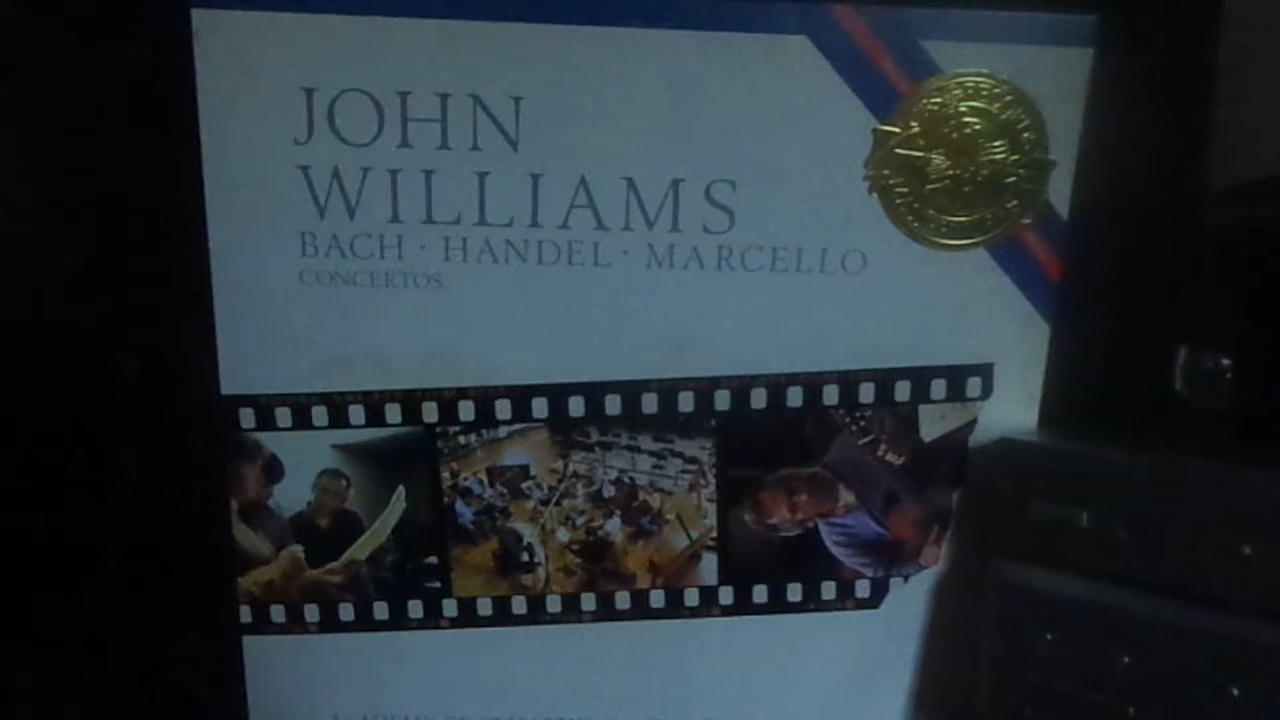 JOHN
WILLIAMS
BACH · HANDEL · MARCELLO
CONCERTOS